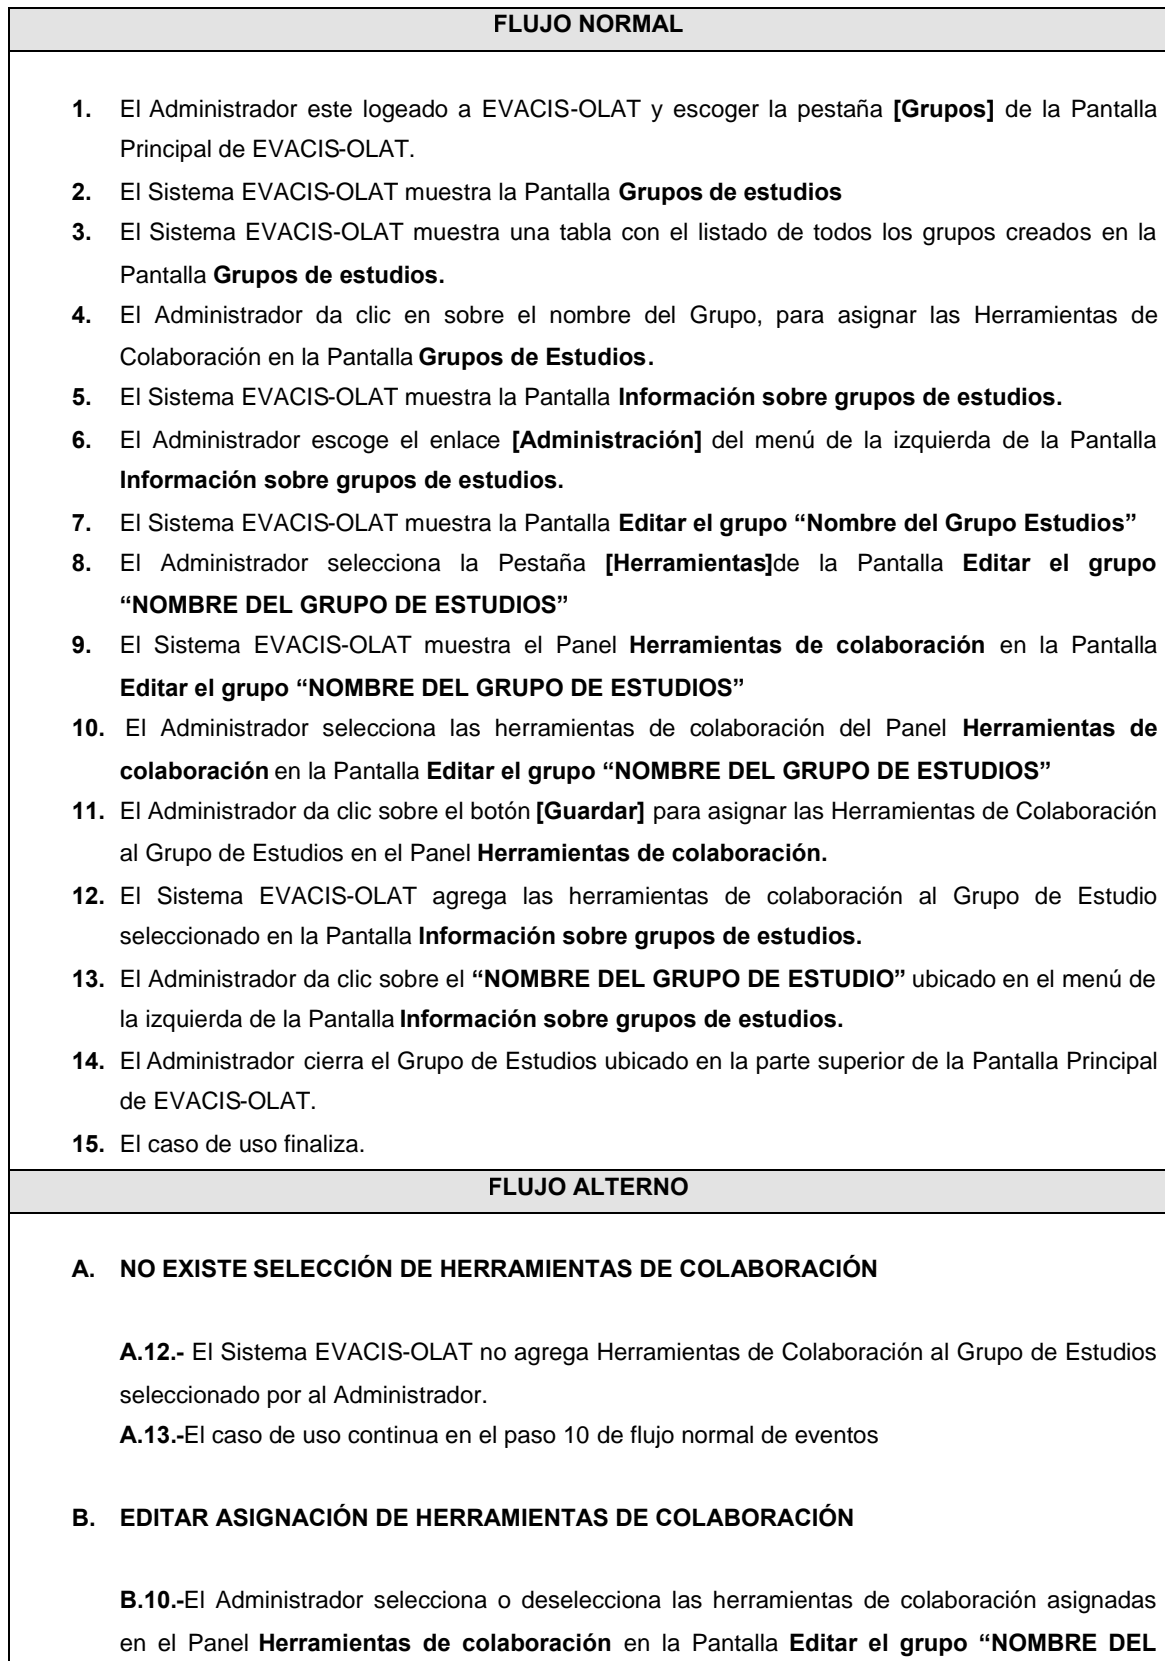 FLUJO NORMAL
1. El Administrador este logeado a EVACIS-OLAT y escoger la pestaña [Grupos] de la Pantalla
Principal de EVACIS-OLAT.
2. El Sistema EVACIS-OLAT muestra la Pantalla Grupos de estudios
3. El Sistema EVACIS-OLAT muestra una tabla con el listado de todos los grupos creados en la
Pantalla Grupos de estudios.
4. El Administrador da clic en sobre el nombre del Grupo, para asignar las Herramientas de
Colaboración en la Pantalla Grupos de Estudios.
5. El Sistema EVACIS-OLAT muestra la Pantalla Información sobre grupos de estudios.
6. El Administrador escoge el enlace [Administración] del menú de la izquierda de la Pantalla
Información sobre grupos de estudios.
7. El Sistema EVACIS-OLAT muestra la Pantalla Editar el grupo “Nombre del Grupo Estudios”
8. El Administrador selecciona la Pestaña [Herramientas]de la Pantalla Editar el grupo
“NOMBRE DEL GRUPO DE ESTUDIOS”
9. El Sistema EVACIS-OLAT muestra el Panel Herramientas de colaboración en la Pantalla
Editar el grupo “NOMBRE DEL GRUPO DE ESTUDIOS”
10. El Administrador selecciona las herramientas de colaboración del Panel Herramientas de
colaboración en la Pantalla Editar el grupo “NOMBRE DEL GRUPO DE ESTUDIOS”
11. El Administrador da clic sobre el botón [Guardar] para asignar las Herramientas de Colaboración
al Grupo de Estudios en el Panel Herramientas de colaboración.
12. El Sistema EVACIS-OLAT agrega las herramientas de colaboración al Grupo de Estudio
seleccionado en la Pantalla Información sobre grupos de estudios.
13. El Administrador da clic sobre el “NOMBRE DEL GRUPO DE ESTUDIO” ubicado en el menú de
la izquierda de la Pantalla Información sobre grupos de estudios.
14. El Administrador cierra el Grupo de Estudios ubicado en la parte superior de la Pantalla Principal
de EVACIS-OLAT.
15. El caso de uso finaliza.
FLUJO ALTERNO
A. NO EXISTE SELECCIÓN DE HERRAMIENTAS DE COLABORACIÓN
A.12.- El Sistema EVACIS-OLAT no agrega Herramientas de Colaboración al Grupo de Estudios
seleccionado por al Administrador.
A.13.-El caso de uso continua en el paso 10 de flujo normal de eventos
B. EDITAR ASIGNACIÓN DE HERRAMIENTAS DE COLABORACIÓN
B.10.-El Administrador selecciona o deselecciona las herramientas de colaboración asignadas
en el Panel Herramientas de colaboración en la Pantalla Editar el grupo “NOMBRE DEL